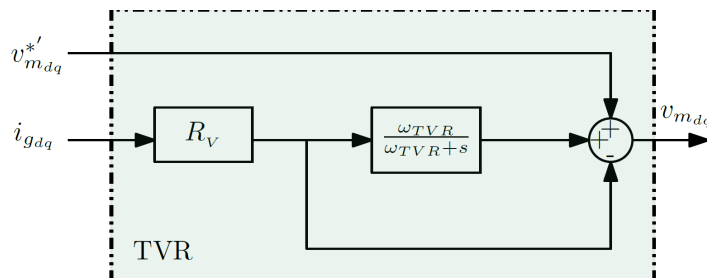 v*'_{m_{dq}}
i_{g_{dq}}
R_v
ω_{TVR}
ω_{TVR}+s
+
+
-
v_{m_{dq}}
TVR